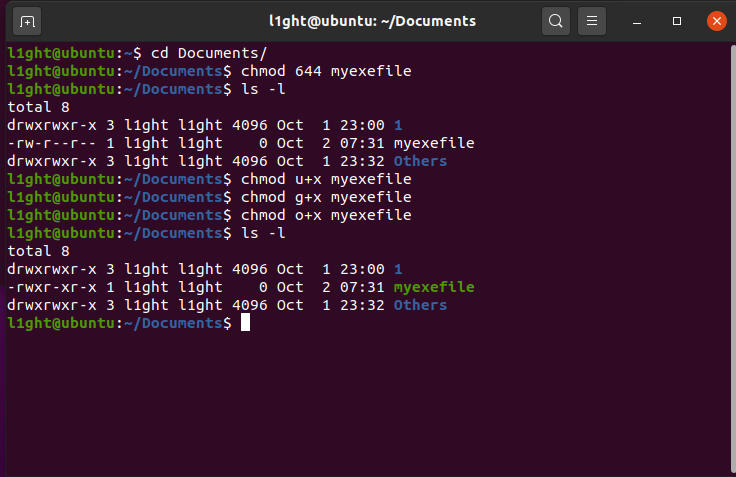 l1ght@ubuntu: ~/Documents
l1ght@ubuntu:~$ cd Documents/
l1ght@ubuntu:~/Documents$ chmod 644 myexefile
l1ght@ubuntu:~/Documents$ ls -l
total 8
drwxrwxr-x 3 l1ght l1ght 4096 Oct  1 23:00 1
-rw-r--r-- 1 l1ght l1ght    0 Oct  2 07:31 myexefile
drwxrwxr-x 3 l1ght l1ght 4096 Oct  1 23:32 Others
l1ght@ubuntu:~/Documents$ chmod u+x myexefile
l1ght@ubuntu:~/Documents$ chmod g+x myexefile
l1ght@ubuntu:~/Documents$ chmod o+x myexefile
l1ght@ubuntu:~/Documents$ ls -l
total 8
drwxrwxr-x 3 l1ght l1ght 4096 Oct  1 23:00 1
-rwxr-xr-x 1 l1ght l1ght    0 Oct  2 07:31 myexefile
drwxrwxr-x 3 l1ght l1ght 4096 Oct  1 23:32 Others
l1ght@ubuntu:~/Documents$